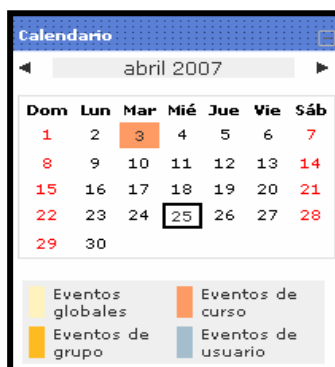 Calendario
abril 2007
Dom Lun Mar Mié Jue Vie Sáb
1 2 3 4 5 6 7
8 9 10 11 12 13 14
15 16 17 18 19 20 21
22 23 24 25 26 27 28
29 30
Eventos globales
Eventos de curso
Eventos de grupo
Eventos de usuario